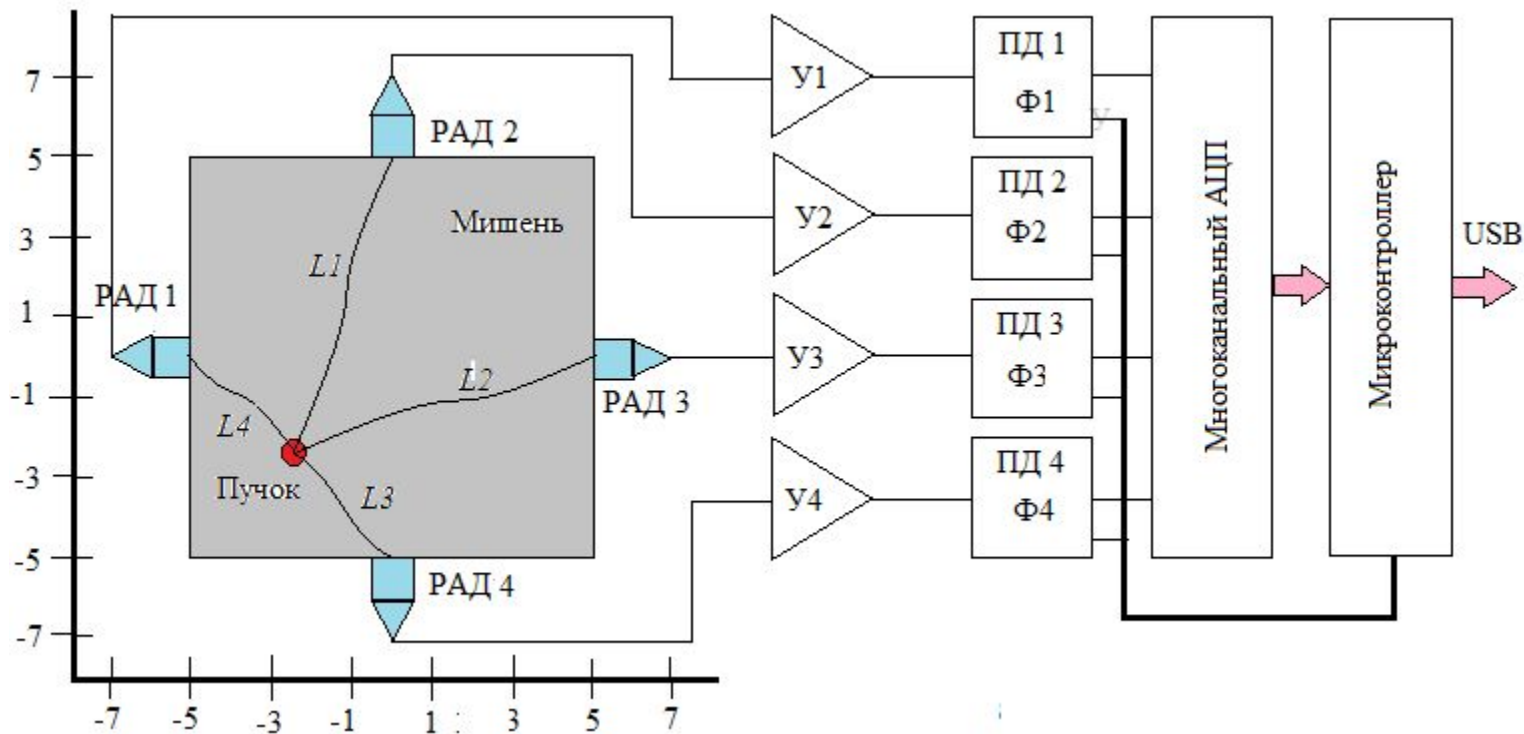 7
5
3
1
-1
-3
-5
-7
-7
-5
-3
-1
1
3
5
7
РАД 1
РАД 2
РАД 3
РАД 4
Мишень
L1
L2
L3
L4
Пучок
У1
У2
У3
У4
ПД 1
Ф1
У
ПД 2
Ф2
ПД 3
Ф3
ПД 4
Ф4
Многоканальный АЦП
Микроконтроллер
USB